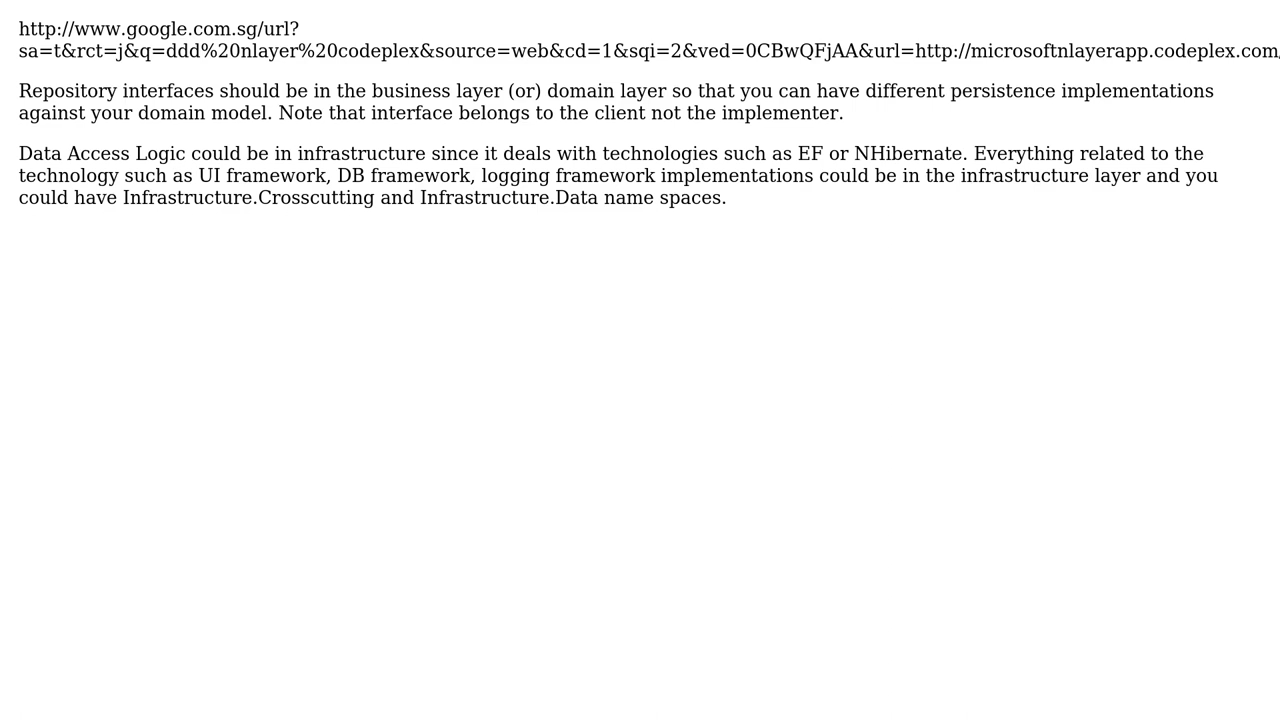 http://www.google.com.sg/url?
sa=t&rct=j&q=ddd%20nlayer%20codeplex&source=web&cd=1&sqi=2&ved=0CBwQFjAA&url=http://microsoftnlayerapp.codeplex.com/
Repository interfaces should be in the business layer (or) domain layer so that you can have different persistence implementations
against your domain model. Note that interface belongs to the client not the implementer.
Data Access Logic could be in infrastructure since it deals with technologies such as EF or NHibernate. Everything related to the
technology such as UI framework, DB framework, logging framework implementations could be in the infrastructure layer and you
could have Infrastructure.Crosscutting and Infrastructure.Data name spaces.